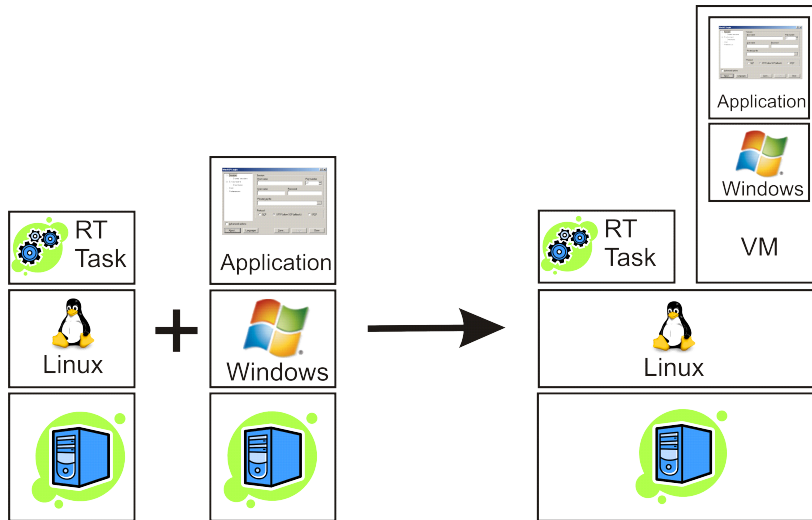 RT
Task
Linux
Application
Windows
RT
Task
Application
Windows
VM
Linux